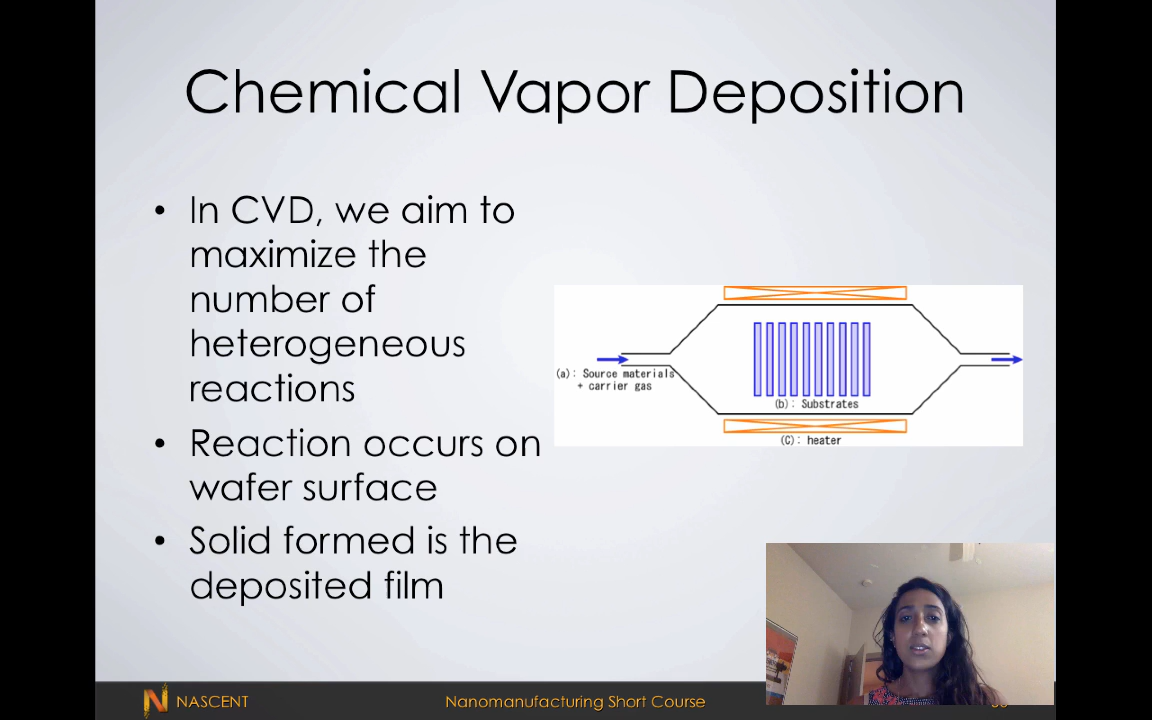 Chemical Vapor Deposition
• In CVD, we aim to
maximize the
number of
heterogeneous
reactions
• Reaction occurs on
wafer surface
• Solid formed is the
deposited film
(a): Source materials
+ carrier gas
(b): Substrates
(C): heater
NASCENT
Nanomanufacturing Short Course